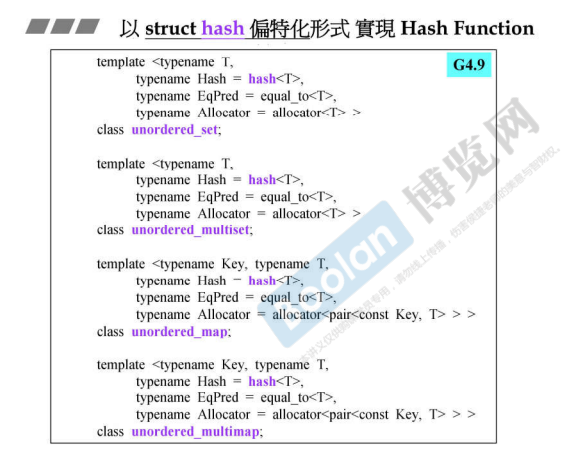 以 struct hash 偏特化形式 實現 Hash Function
G4.9
template <typename T,
typename Hash = hash<T>,
typename EqPred = equal_to<T>,
typename Allocator = allocator<T> >
class unordered_set;
template <typename T,
typename Hash = hash<T>,
typename EqPred = equal_to<T>,
typename Allocator = allocator<T> >
class unordered_multiset;
template <typename Key, typename T,
typename Hash = hash<T>,
typename EqPred = equal_to<T>,
typename Allocator = allocator<pair<const Key, T> > >
class unordered_map;
template <typename Key, typename T,
typename Hash = hash<T>,
typename EqPred = equal_to<T>,
typename Allocator = allocator<pair<const Key, T> > >
class unordered_multimap;
Boolan 博览网